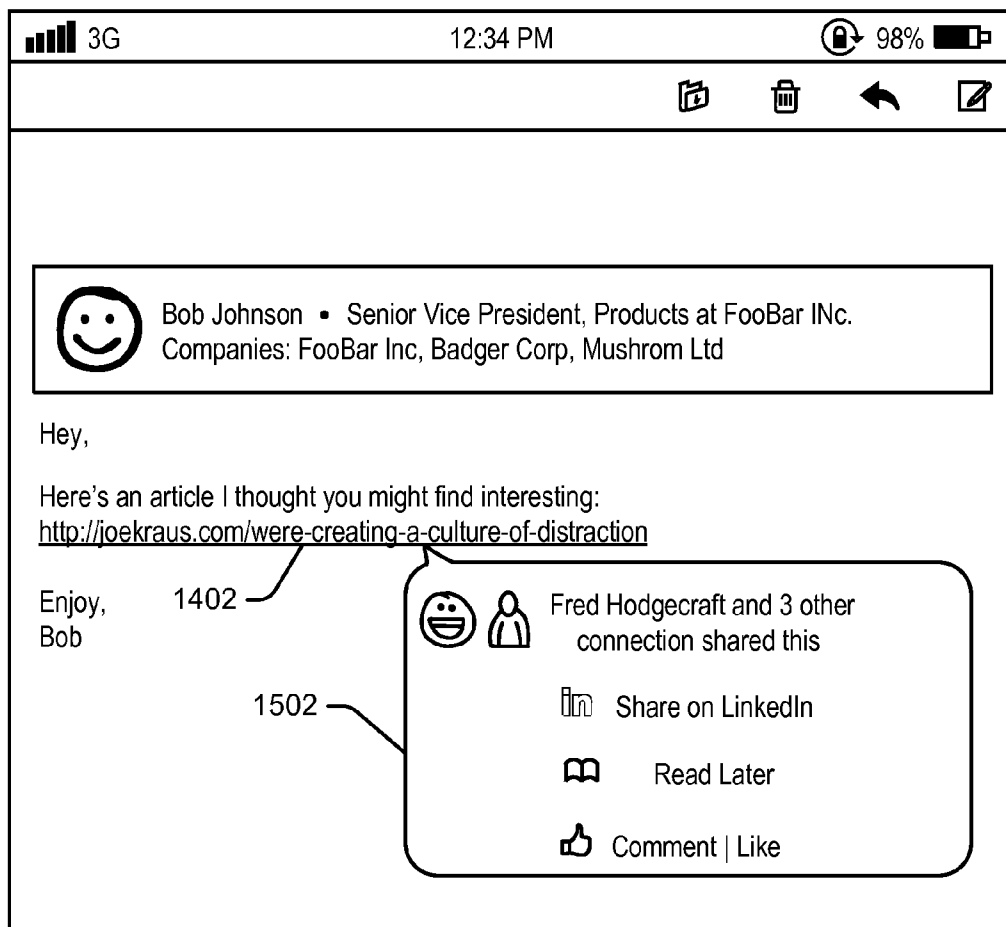 3G 12:34 PM 98%
Bob Johnson • Senior Vice President, Products at FooBar INc.
Companies: FooBar Inc, Badger Corp, Mushrom Ltd
Hey,
Here's an article I thought you might find interesting:
http://joekraus.com/were-creating-a-culture-of-distraction
Enjoy,
Bob
1402
1502
Fred Hodgecraft and 3 other
connection shared this
in Share on LinkedIn
Read Later
Comment | Like